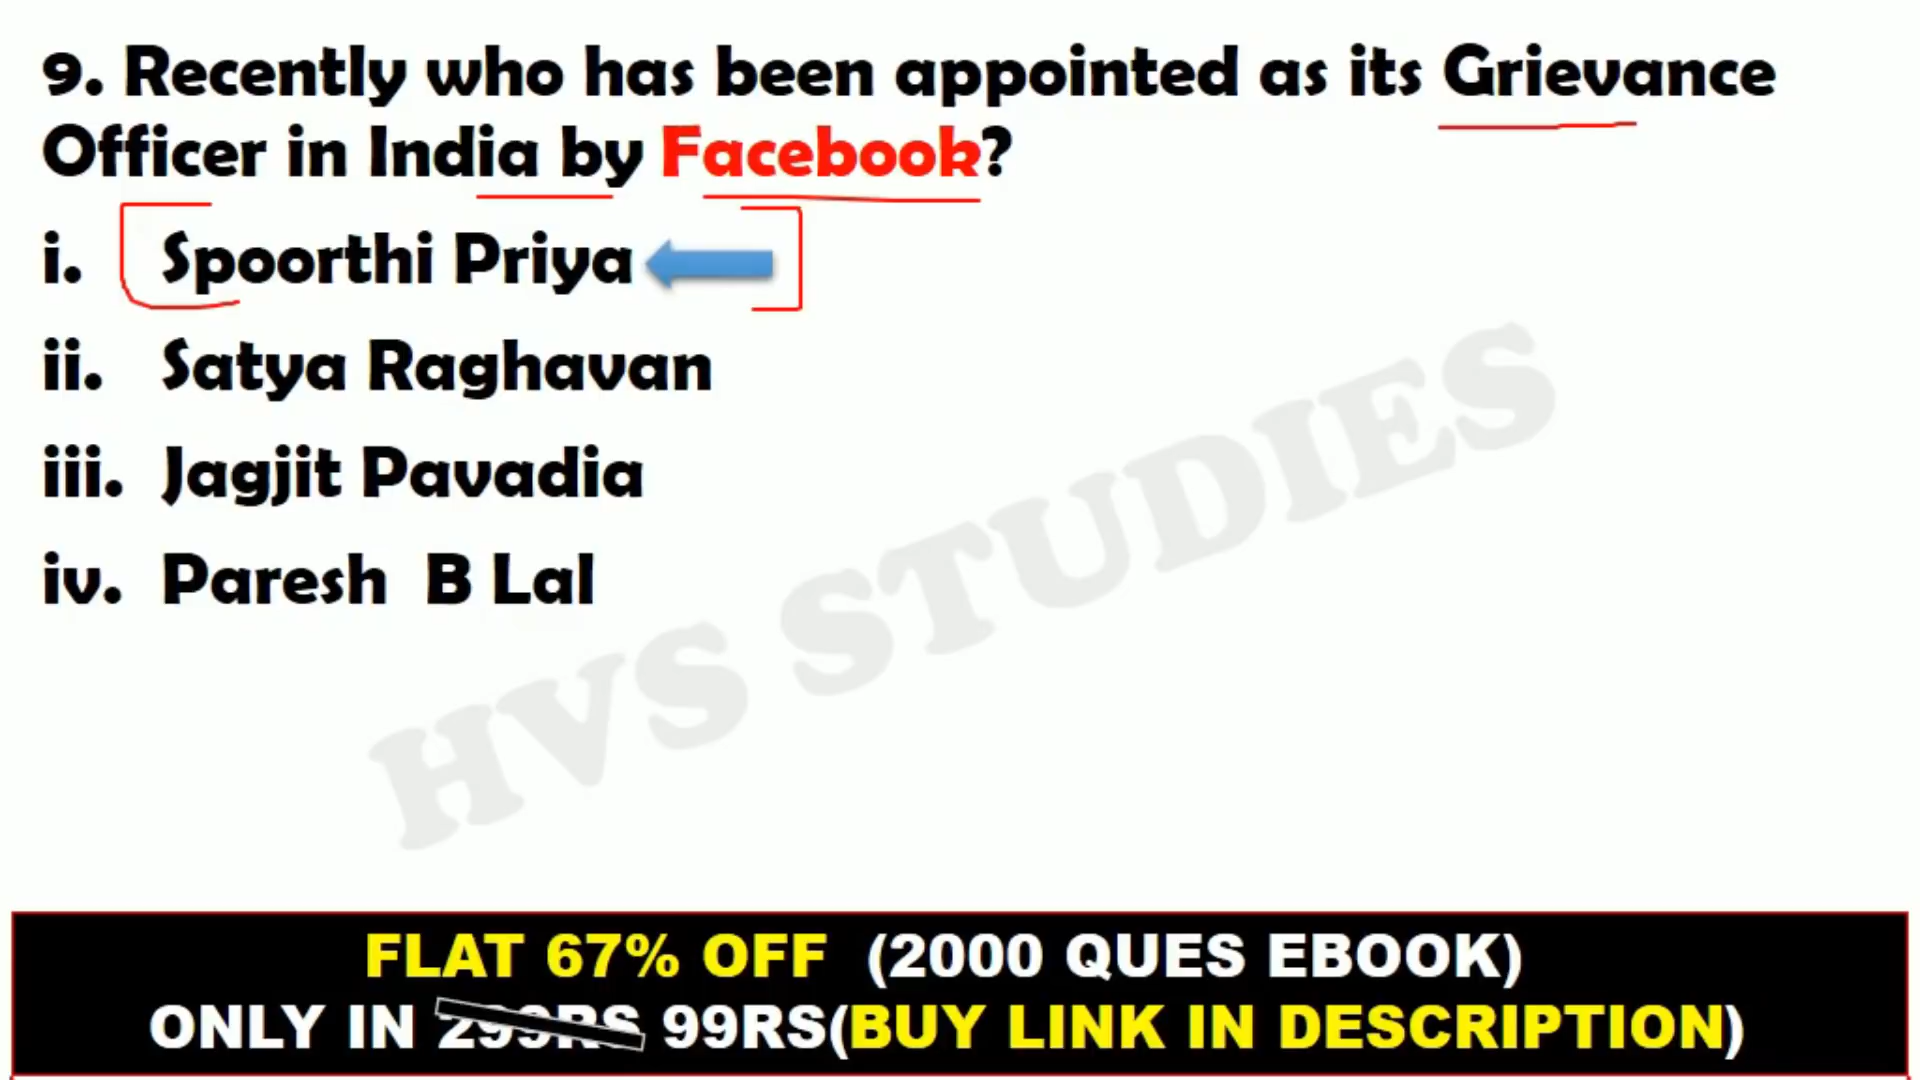 9. Recently who has been appointed as its Grievance
Officer in India by Facebook?
i. Spoorthi Priya
ii. Satya Raghavan
iii. Jagjit Pavadia
iv. Paresh B Lal
HVS STUDIES
FLAT 67% OFF (2000 QUES EBOOK)
ONLY IN 299RS 99RS(BUY LINK IN DESCRIPTION)